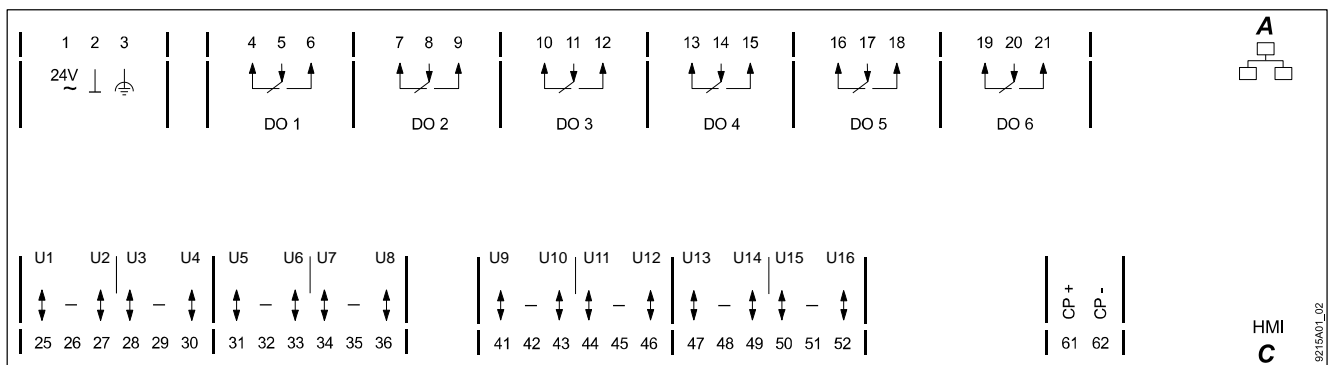 1 2 3 4 5 6 7 8 9 10 11 12 13 14 15 16 17 18 19 20 21 A
24V
~
DO 1 DO 2 DO 3 DO 4 DO 5 DO 6
U1 U2 U3 U4 U5 U6 U7 U8 U9 U10 U11 U12 U13 U14 U15 U16
– – – – – – – –
CP + CP -
25 26 27 28 29 30 31 32 33 34 35 36 41 42 43 44 45 46 47 48 49 50 51 52 61 62
HMI
C
9215A01_02